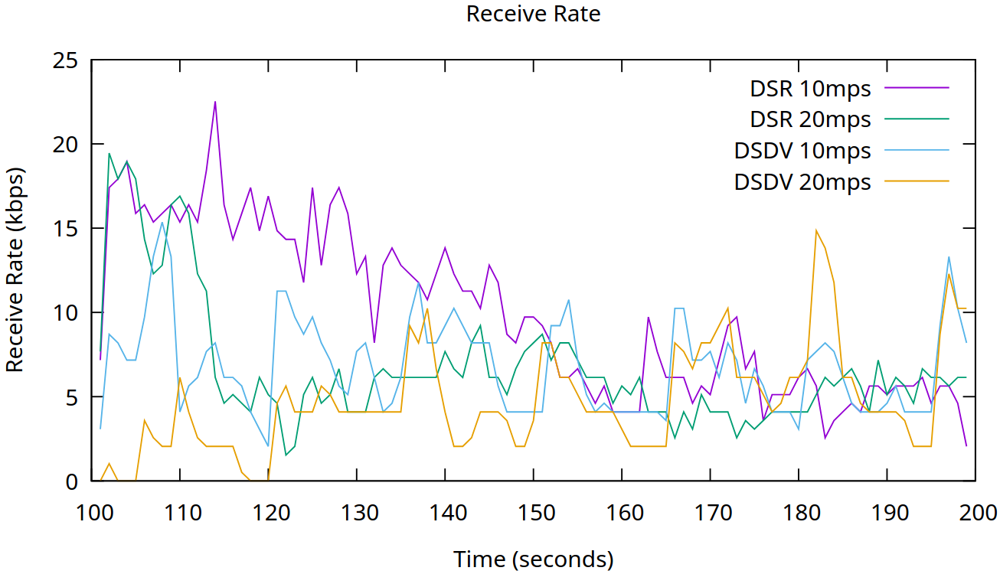 Receive Rate
25
20
15
10
5
0
Receive Rate (kbps)
DSR 10mps
DSR 20mps
DSDV 10mps
DSDV 20mps
100 110 120 130 140 150 160 170 180 190 200
Time (seconds)